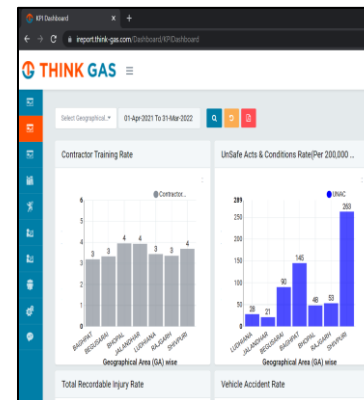 KPI Dashboard x +
ireport.think-gas.com/Dashboard/KPIDashboard
THINK GAS
Select Geographical.. 01-Apr-2021 To 31-Mar-2022
Contractor Training Rate
Contractor...
6
5
4
3
2
1
0
3 3 4 4 3 3 4
BAGHPAT BEGUSARAI BHOPAL JALANDHAR LUDHIANA RAJGARH SHIVPURI
Geographical Area (GA) wise
UnSafe Acts & Conditions Rate(Per 200,000 ...
UNAC
289
250
200
150
100
50
0
28 21 90 145 48 53 263
LUDHIANA JALANDHAR BEGUSARAI BAGHPAT BHOPAL RAJGARH SHIVPURI
Geographical Area (GA) wise
Total Recordable Injury Rate
Vehicle Accident Rate